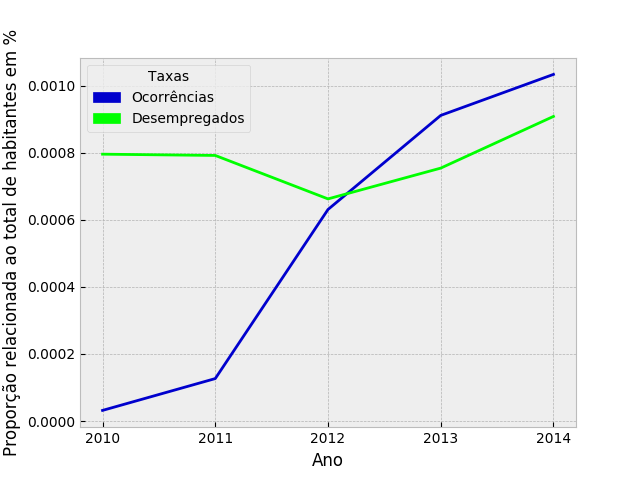 Proporção relacionada ao total de habitantes em %
0.0010
0.0008
0.0006
0.0004
0.0002
0.0000
Taxas
Ocorrências
Desempregados
2010 2011 2012 2013 2014
Ano